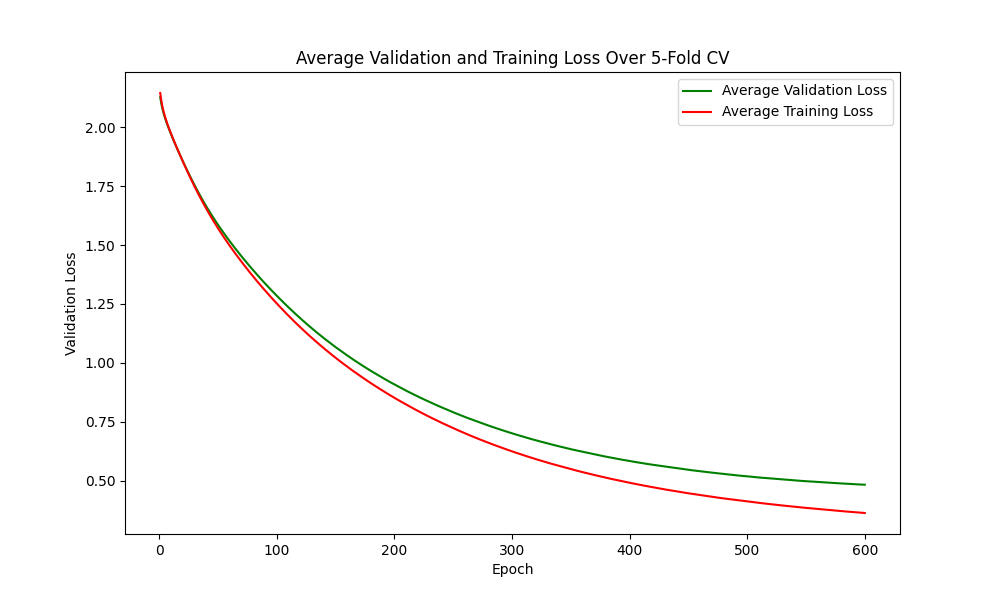 Average Validation and Training Loss Over 5-Fold CV
Average Validation Loss
Average Training Loss
2.00
1.75
1.50
1.25
1.00
0.75
0.50
Validation Loss
0
100
200
300
400
500
600
Epoch